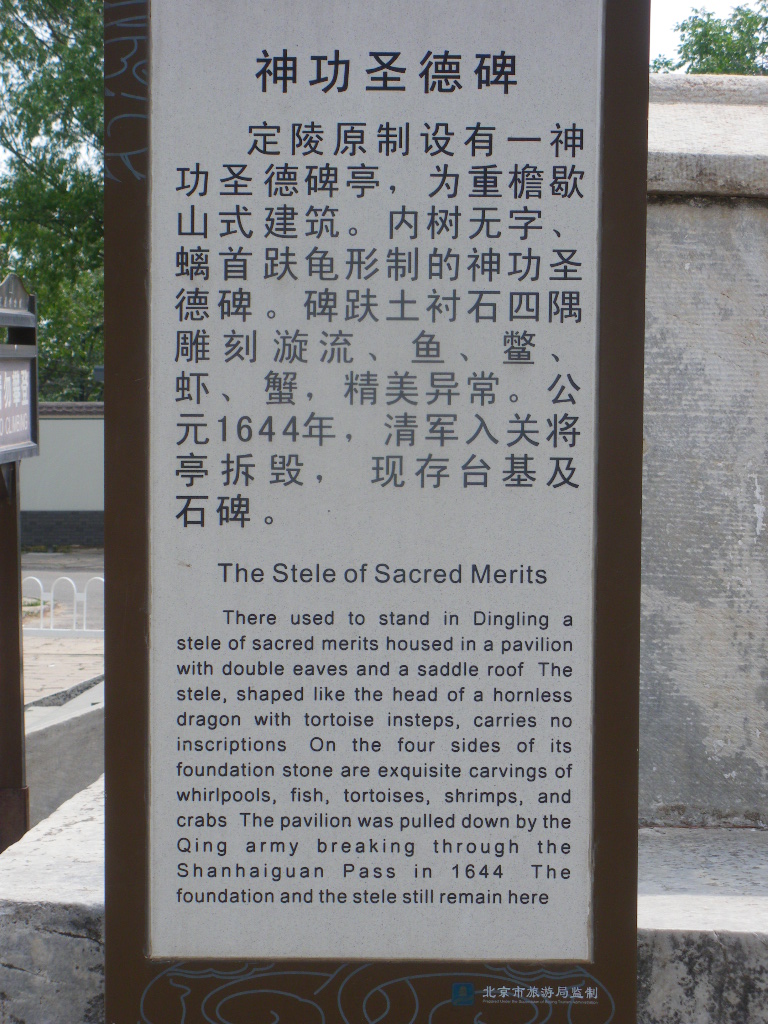 神功圣德碑
定陵原制设有一神
功圣德碑亭，为重檐歇
山式建筑。内树无字、
螭首趺龟形制的神功圣
德碑。碑趺土衬石四隅
雕刻漩流、鱼、鳖、
虾、蟹，精美异常。公
元1644年，清军入关将
亭拆毁，现存台基及
石碑。
The Stele of Sacred Merits
There used to stand in Dingling a
stele of sacred merits housed in a pavilion
with double eaves and a saddle roof The
stele, shaped like the head of a hornless
dragon with tortoise insteps, carries no
inscriptions On the four sides of its
foundation stone are exquisite carvings of
whirlpools, fish, tortoises, shrimps, and
crabs The pavilion was pulled down by the
Qing army breaking through the
Shanhaiguan Pass in 1644 The
foundation and the stele still remain here
北京市旅游局监制